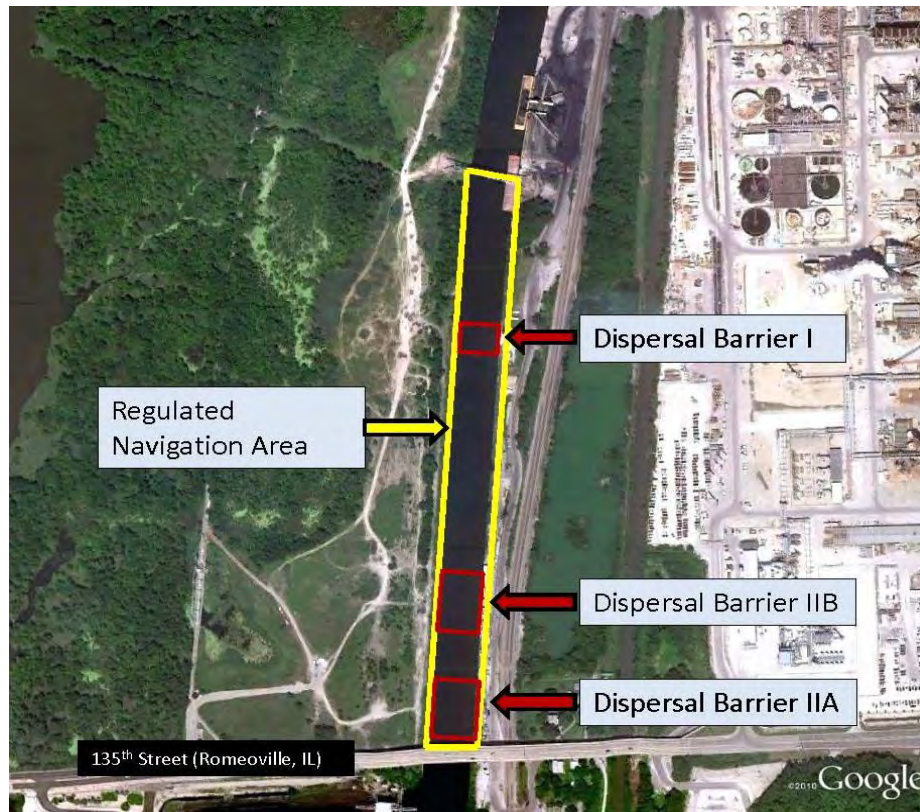 Dispersal Barrier I
Regulated
Navigation Area
Dispersal Barrier IIB
Dispersal Barrier IIA
135th Street (Romeoville, IL)
©2010 Google